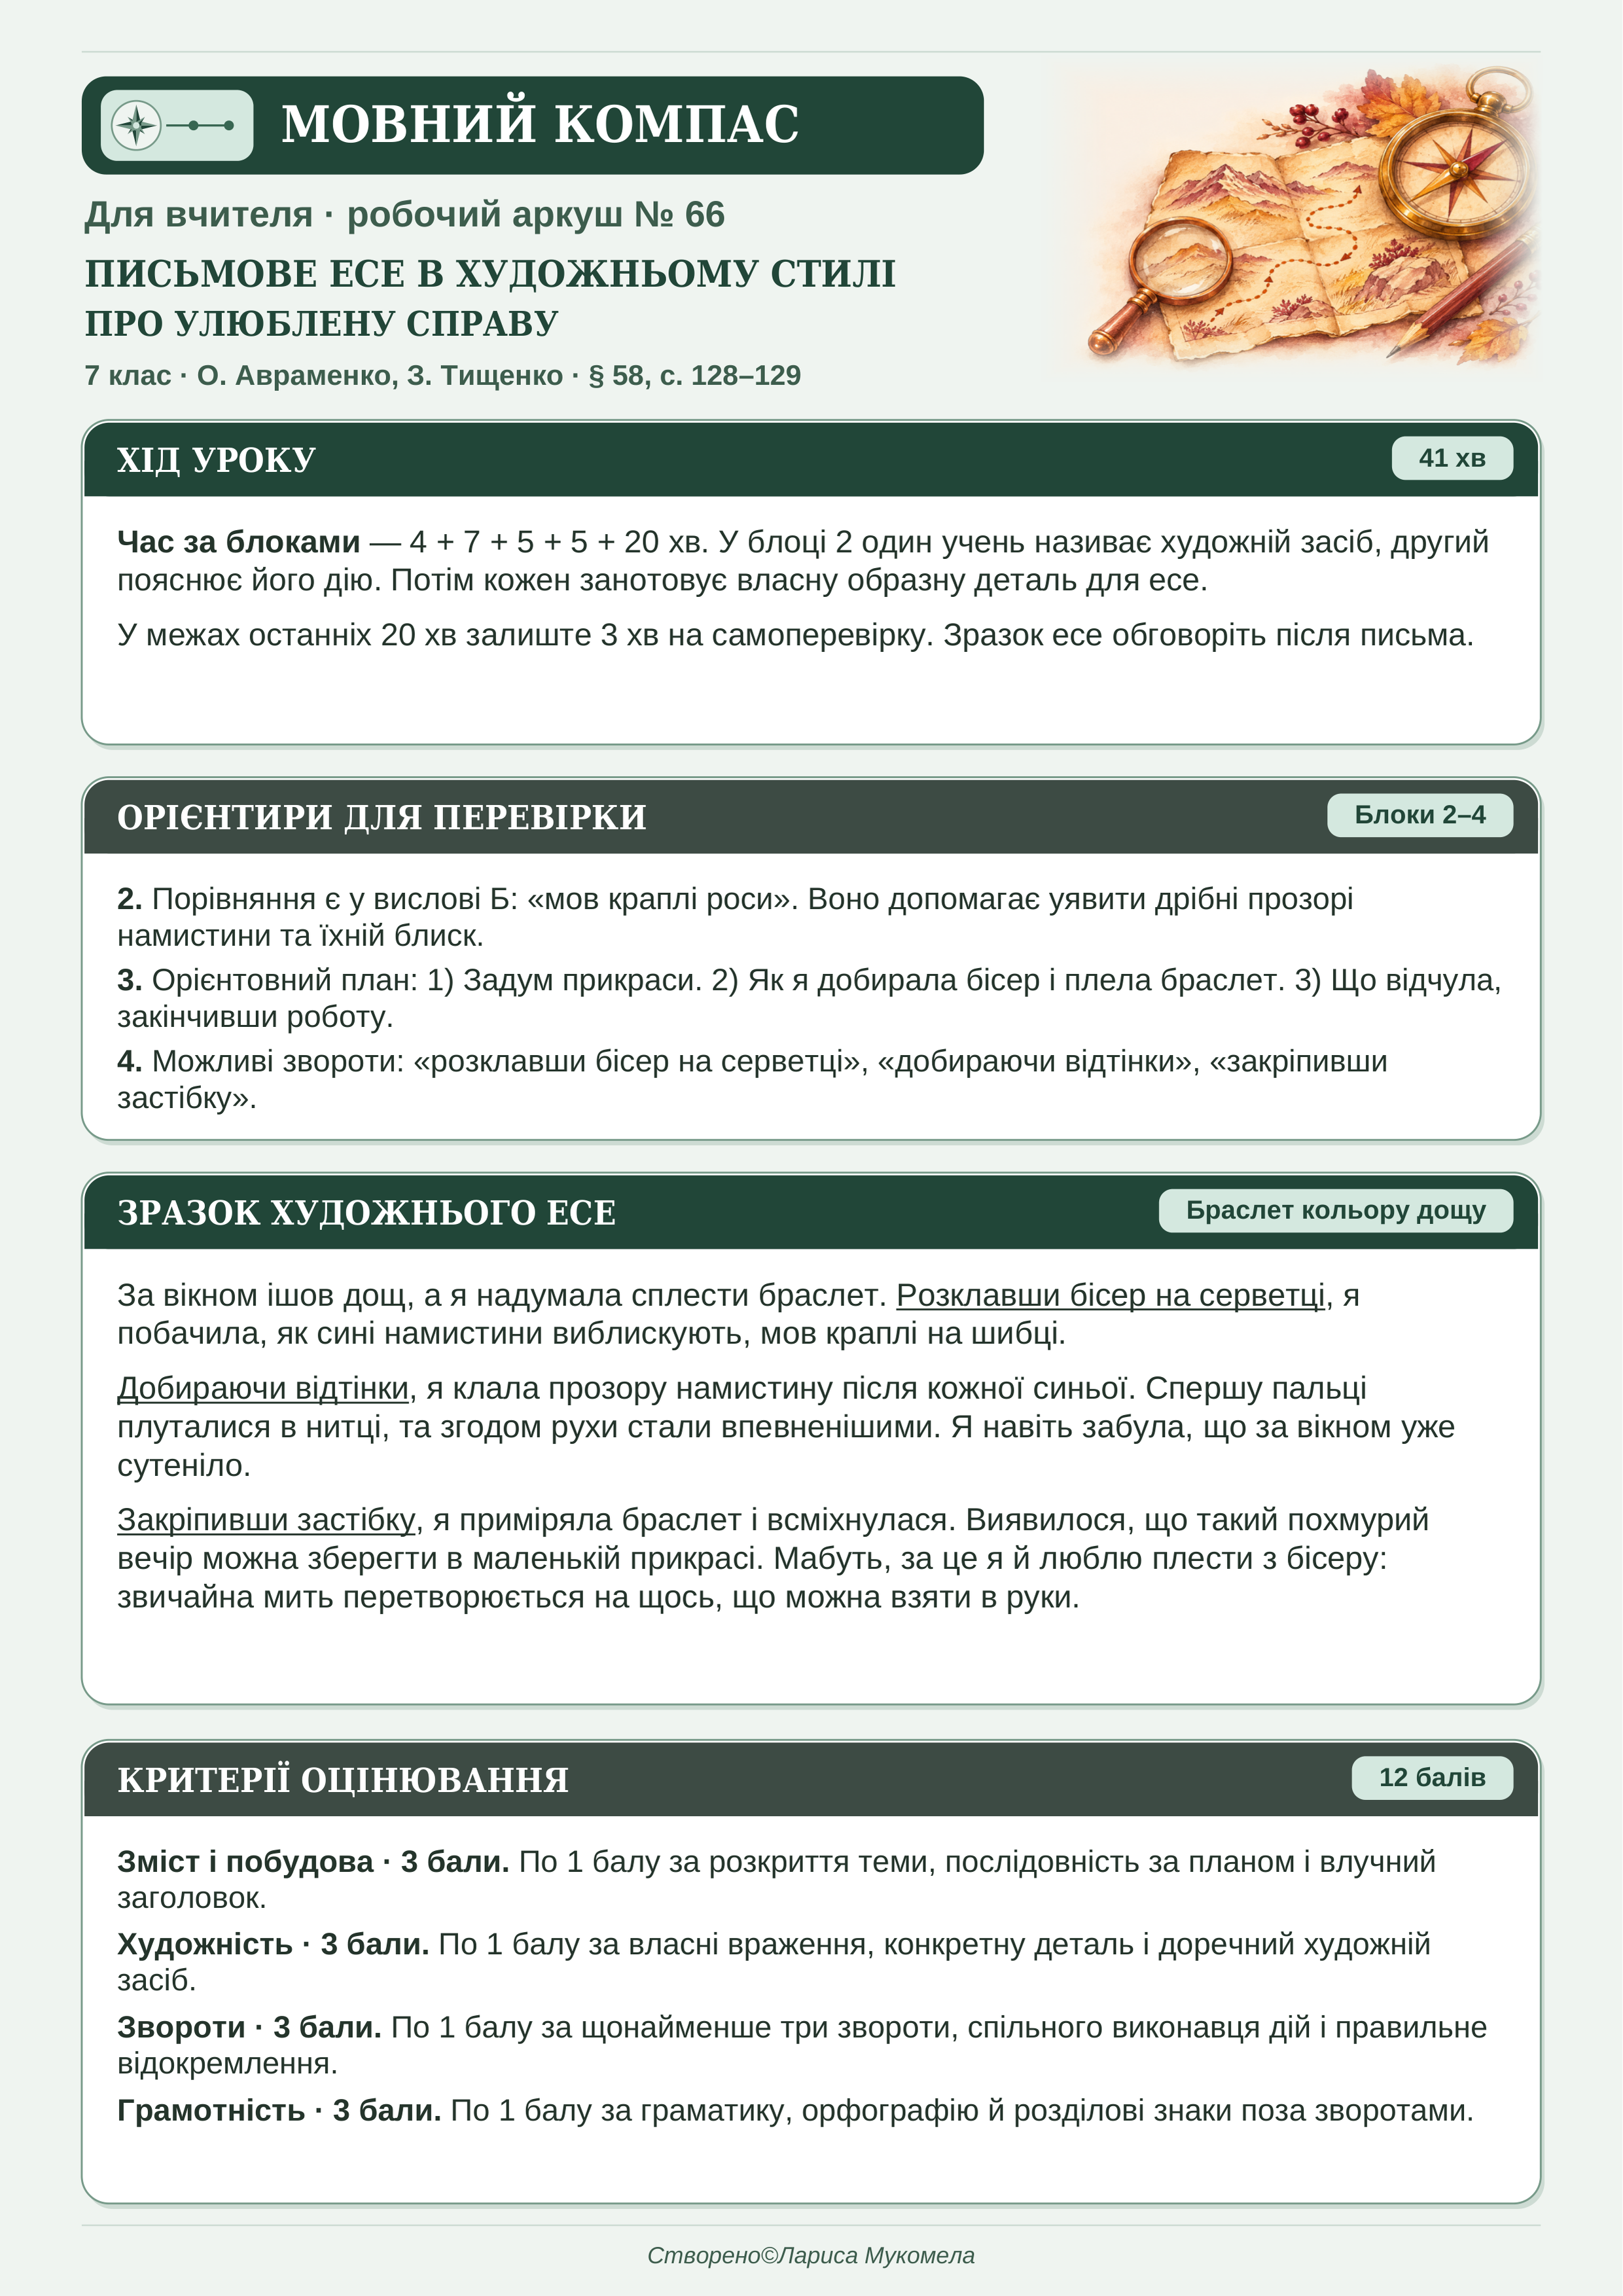 МОВНИЙ КОМПАС
Для вчителя · робочий аркуш № 66
ПИСЬМОВЕ ЕСЕ В ХУДОЖНЬОМУ СТИЛІ
ПРО УЛЮБЛЕНУ СПРАВУ
7 клас · О. Авраменко, З. Тищенко · § 58, с. 128–129
ХІД УРОКУ
41 хв
Час за блоками — 4 + 7 + 5 + 5 + 20 хв. У блоці 2 один учень називає художній засіб, другий
пояснює його дію. Потім кожен занотовує власну образну деталь для есе.
У межах останніх 20 хв залиште 3 хв на самоперевірку. Зразок есе обговоріть після письма.
ОРІЄНТИРИ ДЛЯ ПЕРЕВІРКИ
Блоки 2–4
2. Порівняння є у вислові Б: «мов краплі роси». Воно допомагає уявити дрібні прозорі
намистини та їхній блиск.
3. Орієнтовний план: 1) Задум прикраси. 2) Як я добирала бісер і плела браслет. 3) Що відчула,
закінчивши роботу.
4. Можливі звороти: «розклавши бісер на серветці», «добираючи відтінки», «закріпивши
застібку».
ЗРАЗОК ХУДОЖНЬОГО ЕСЕ
Браслет кольору дощу
За вікном ішов дощ, а я надумала сплести браслет. Розклавши бісер на серветці, я
побачила, як сині намистини виблискують, мов краплі на шибці.
Добираючи відтінки, я клала прозору намистину після кожної синьої. Спершу пальці
плуталися в нитці, та згодом рухи стали впевненішими. Я навіть забула, що за вікном уже
сутеніло.
Закріпивши застібку, я приміряла браслет і всміхнулася. Виявилося, що такий похмурий
вечір можна зберегти в маленькій прикрасі. Мабуть, за це я й люблю плести з бісеру:
звичайна мить перетворюється на щось, що можна взяти в руки.
КРИТЕРІЇ ОЦІНЮВАННЯ
12 балів
Зміст і побудова · 3 бали. По 1 балу за розкриття теми, послідовність за планом і влучний
заголовок.
Художність · 3 бали. По 1 балу за власні враження, конкретну деталь і доречний художній
засіб.
Звороти · 3 бали. По 1 балу за щонайменше три звороти, спільного виконавця дій і правильне
відокремлення.
Грамотність · 3 бали. По 1 балу за граматику, орфографію й розділові знаки поза зворотами.
Створено©Лариса Мукомела